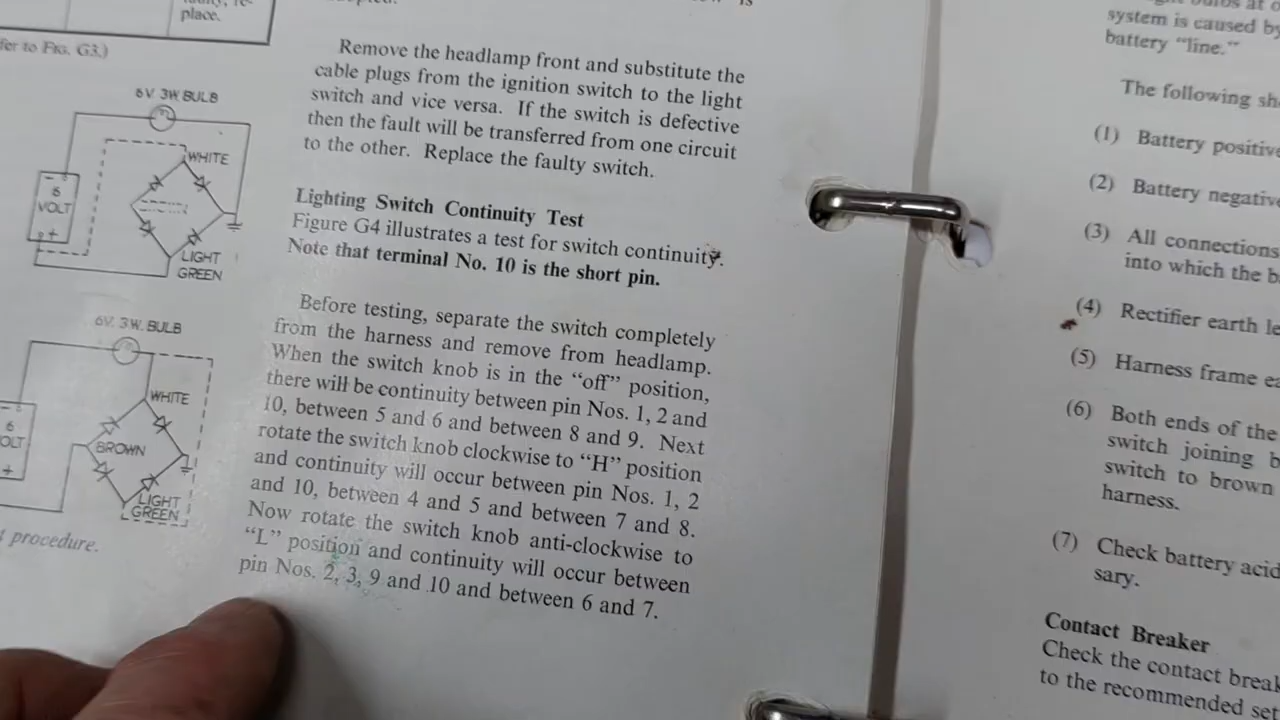 place.
fer to FIG. G3.)
6V. 3W. BULB
WHITE
6
VOLT
LIGHT
GREEN
6V. 3W. BULB
WHITE
6
OLT
BROWN
LIGHT
GREEN
procedure.
Remove the headlamp front and substitute the
cable plugs from the ignition switch to the light
switch and vice versa. If the switch is defective
then the fault will be transferred from one circuit
to the other. Replace the faulty switch.
Lighting Switch Continuity Test
Figure G4 illustrates a test for switch continuity.
Note that terminal No. 10 is the short pin.
Before testing, separate the switch completely
from the harness and remove from headlamp.
When the switch knob is in the “off” position,
there will be continuity between pin Nos. 1, 2 and
10, between 5 and 6 and between 8 and 9. Next
rotate the switch knob clockwise to “H” position
and continuity will occur between pin Nos. 1, 2
and 10, between 4 and 5 and between 7 and 8.
Now rotate the switch knob anti-clockwise to
“L” position and continuity will occur between
pin Nos. 2, 3, 9 and 10 and between 6 and 7.
system is caused by
battery “line.”
The following sh
(1) Battery positive
(2) Battery negative
(3) All connections
into which the b
(4) Rectifier earth le
(5) Harness frame ea
(6) Both ends of the
switch joining b
switch to brown
harness.
(7) Check battery acid
sary.
Contact Breaker
Check the contact break
to the recommended set